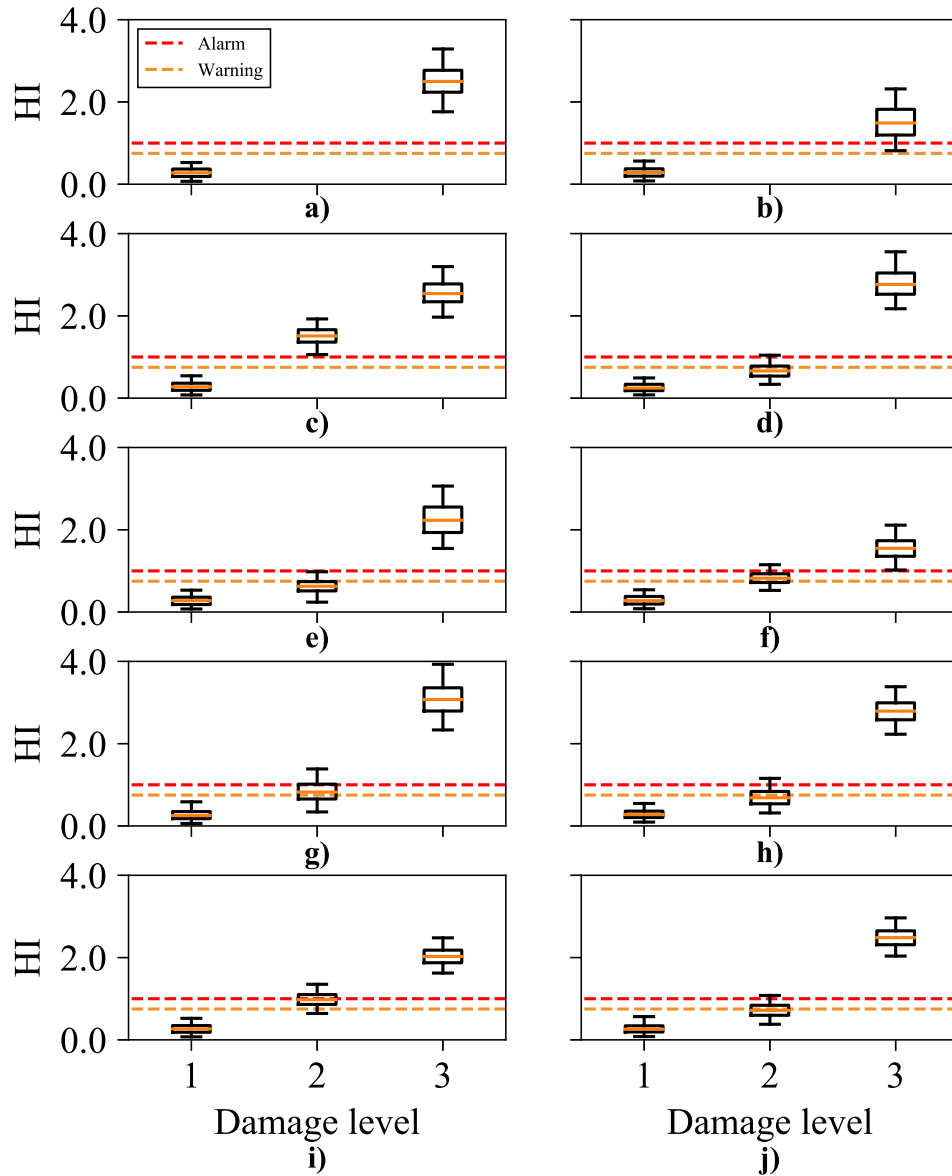 4.0
Alarm
Warning
HI
2.0
0.0
a)
b)
4.0
HI
2.0
0.0
c)
d)
4.0
HI
2.0
0.0
e)
f)
4.0
HI
2.0
0.0
g)
h)
4.0
HI
2.0
0.0
1 2 3
1 2 3
Damage level
Damage level
i)
j)